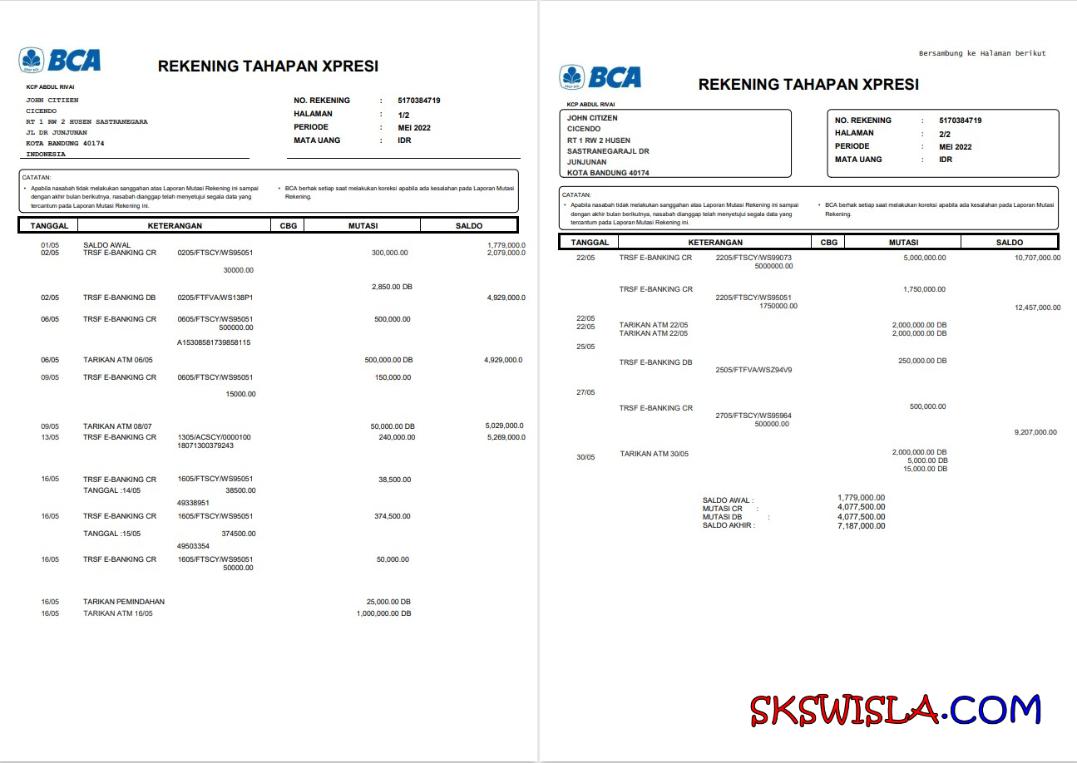 BCA
REKENING TAHAPAN XPRESI
KCP ABDUL RIVAI
JOHN CITIZEN
CICENDO
RT 1 RW 2 HUSEN SASTRANEGARA
JL DR JUNJUNAN
KOTA BANDUNG 40174
INDONESIA
NO. REKENING : 5170384719
HALAMAN : 1/2
PERIODE : MEI 2022
MATA UANG : IDR
CATATAN:
• Apabila nasabah tidak melakukan sanggahan atas Laporan Mutasi Rekening ini sampai
dengan akhir bulan berikutnya, nasabah dianggap telah menyetujui segala data yang
tercantum pada Laporan Mutasi Rekening ini.
• BCA berhak setiap saat melakukan koreksi apabila ada kesalahan pada Laporan Mutasi
Rekening.
TANGGAL KETERANGAN CBG MUTASI SALDO
01/05 SALDO AWAL 1,779,000.0
02/05 TRSF E-BANKING CR 0205/FTSCY/WS95051 300,000.00 2,079,000.0
30000.00
2,850.00 DB
02/05 TRSF E-BANKING DB 0205/FTFVA/WS138P1 4,929,000.0
06/05 TRSF E-BANKING CR 0605/FTSCY/WS95051 500,000.00
500000.00
A15308581739858115
06/05 TARIKAN ATM 06/05 500,000.00 DB 4,929,000.0
09/05 TRSF E-BANKING CR 0605/FTSCY/WS95051 150,000.00
15000.00
09/05 TARIKAN ATM 08/07 50,000.00 DB 5,029,000.0
13/05 TRSF E-BANKING CR 1305/ACSCY/0000100 240,000.00 5,269,000.0
18071300379243
16/05 TRSF E-BANKING CR 1605/FTSCY/WS95051 38,500.00
TANGGAL :14/05 38500.00
49338951
16/05 TRSF E-BANKING CR 1605/FTSCY/WS95051 374,500.00
TANGGAL :15/05 374500.00
49503354
16/05 TRSF E-BANKING CR 1605/FTSCY/WS95051 50,000.00
50000.00
16/05 TARIKAN PEMINDAHAN 25,000.00 DB
16/05 TARIKAN ATM 16/05 1,000,000.00 DB
Bersambung ke Halaman berikut
BCA
REKENING TAHAPAN XPRESI
KCP ABDUL RIVAI
JOHN CITIZEN
CICENDO
RT 1 RW 2 HUSEN
SASTRANEGARAJL DR
JUNJUNAN
KOTA BANDUNG 40174
NO. REKENING : 5170384719
HALAMAN : 2/2
PERIODE : MEI 2022
MATA UANG : IDR
CATATAN:
• Apabila nasabah tidak melakukan sanggahan atas Laporan Mutasi Rekening ini sampai
dengan akhir bulan berikutnya, nasabah dianggap telah menyetujui segala data yang
tercantum pada Laporan Mutasi Rekening ini.
• BCA berhak setiap saat melakukan koreksi apabila ada kesalahan pada Laporan Mutasi
Rekening.
TANGGAL KETERANGAN CBG MUTASI SALDO
22/05 TRSF E-BANKING CR 2205/FTSCY/WS99073 5,000,000.00 10,707,000.00
5000000.00
TRSF E-BANKING CR 1,750,000.00
2205/FTSCY/WS95051
1750000.00 12,457,000.00
22/05
22/05 TARIKAN ATM 22/05 2,000,000.00 DB
TARIKAN ATM 22/05 2,000,000.00 DB
25/05
TRSF E-BANKING DB 250,000.00 DB
2505/FTFVA/WSZ94V9
27/05
TRSF E-BANKING CR 500,000.00
2705/FTSCY/WS95964
500000.00
9,207,000.00
30/05 TARIKAN ATM 30/05 2,000,000.00 DB
5,000.00 DB
15,000.00 DB
SALDO AWAL : 1,779,000.00
MUTASI CR : 4,077,500.00
MUTASI DB : 4,077,500.00
SALDO AKHIR : 7,187,000.00
SKSWISLA.COM